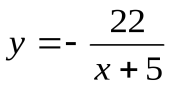 y = - 22 / (x + 5)